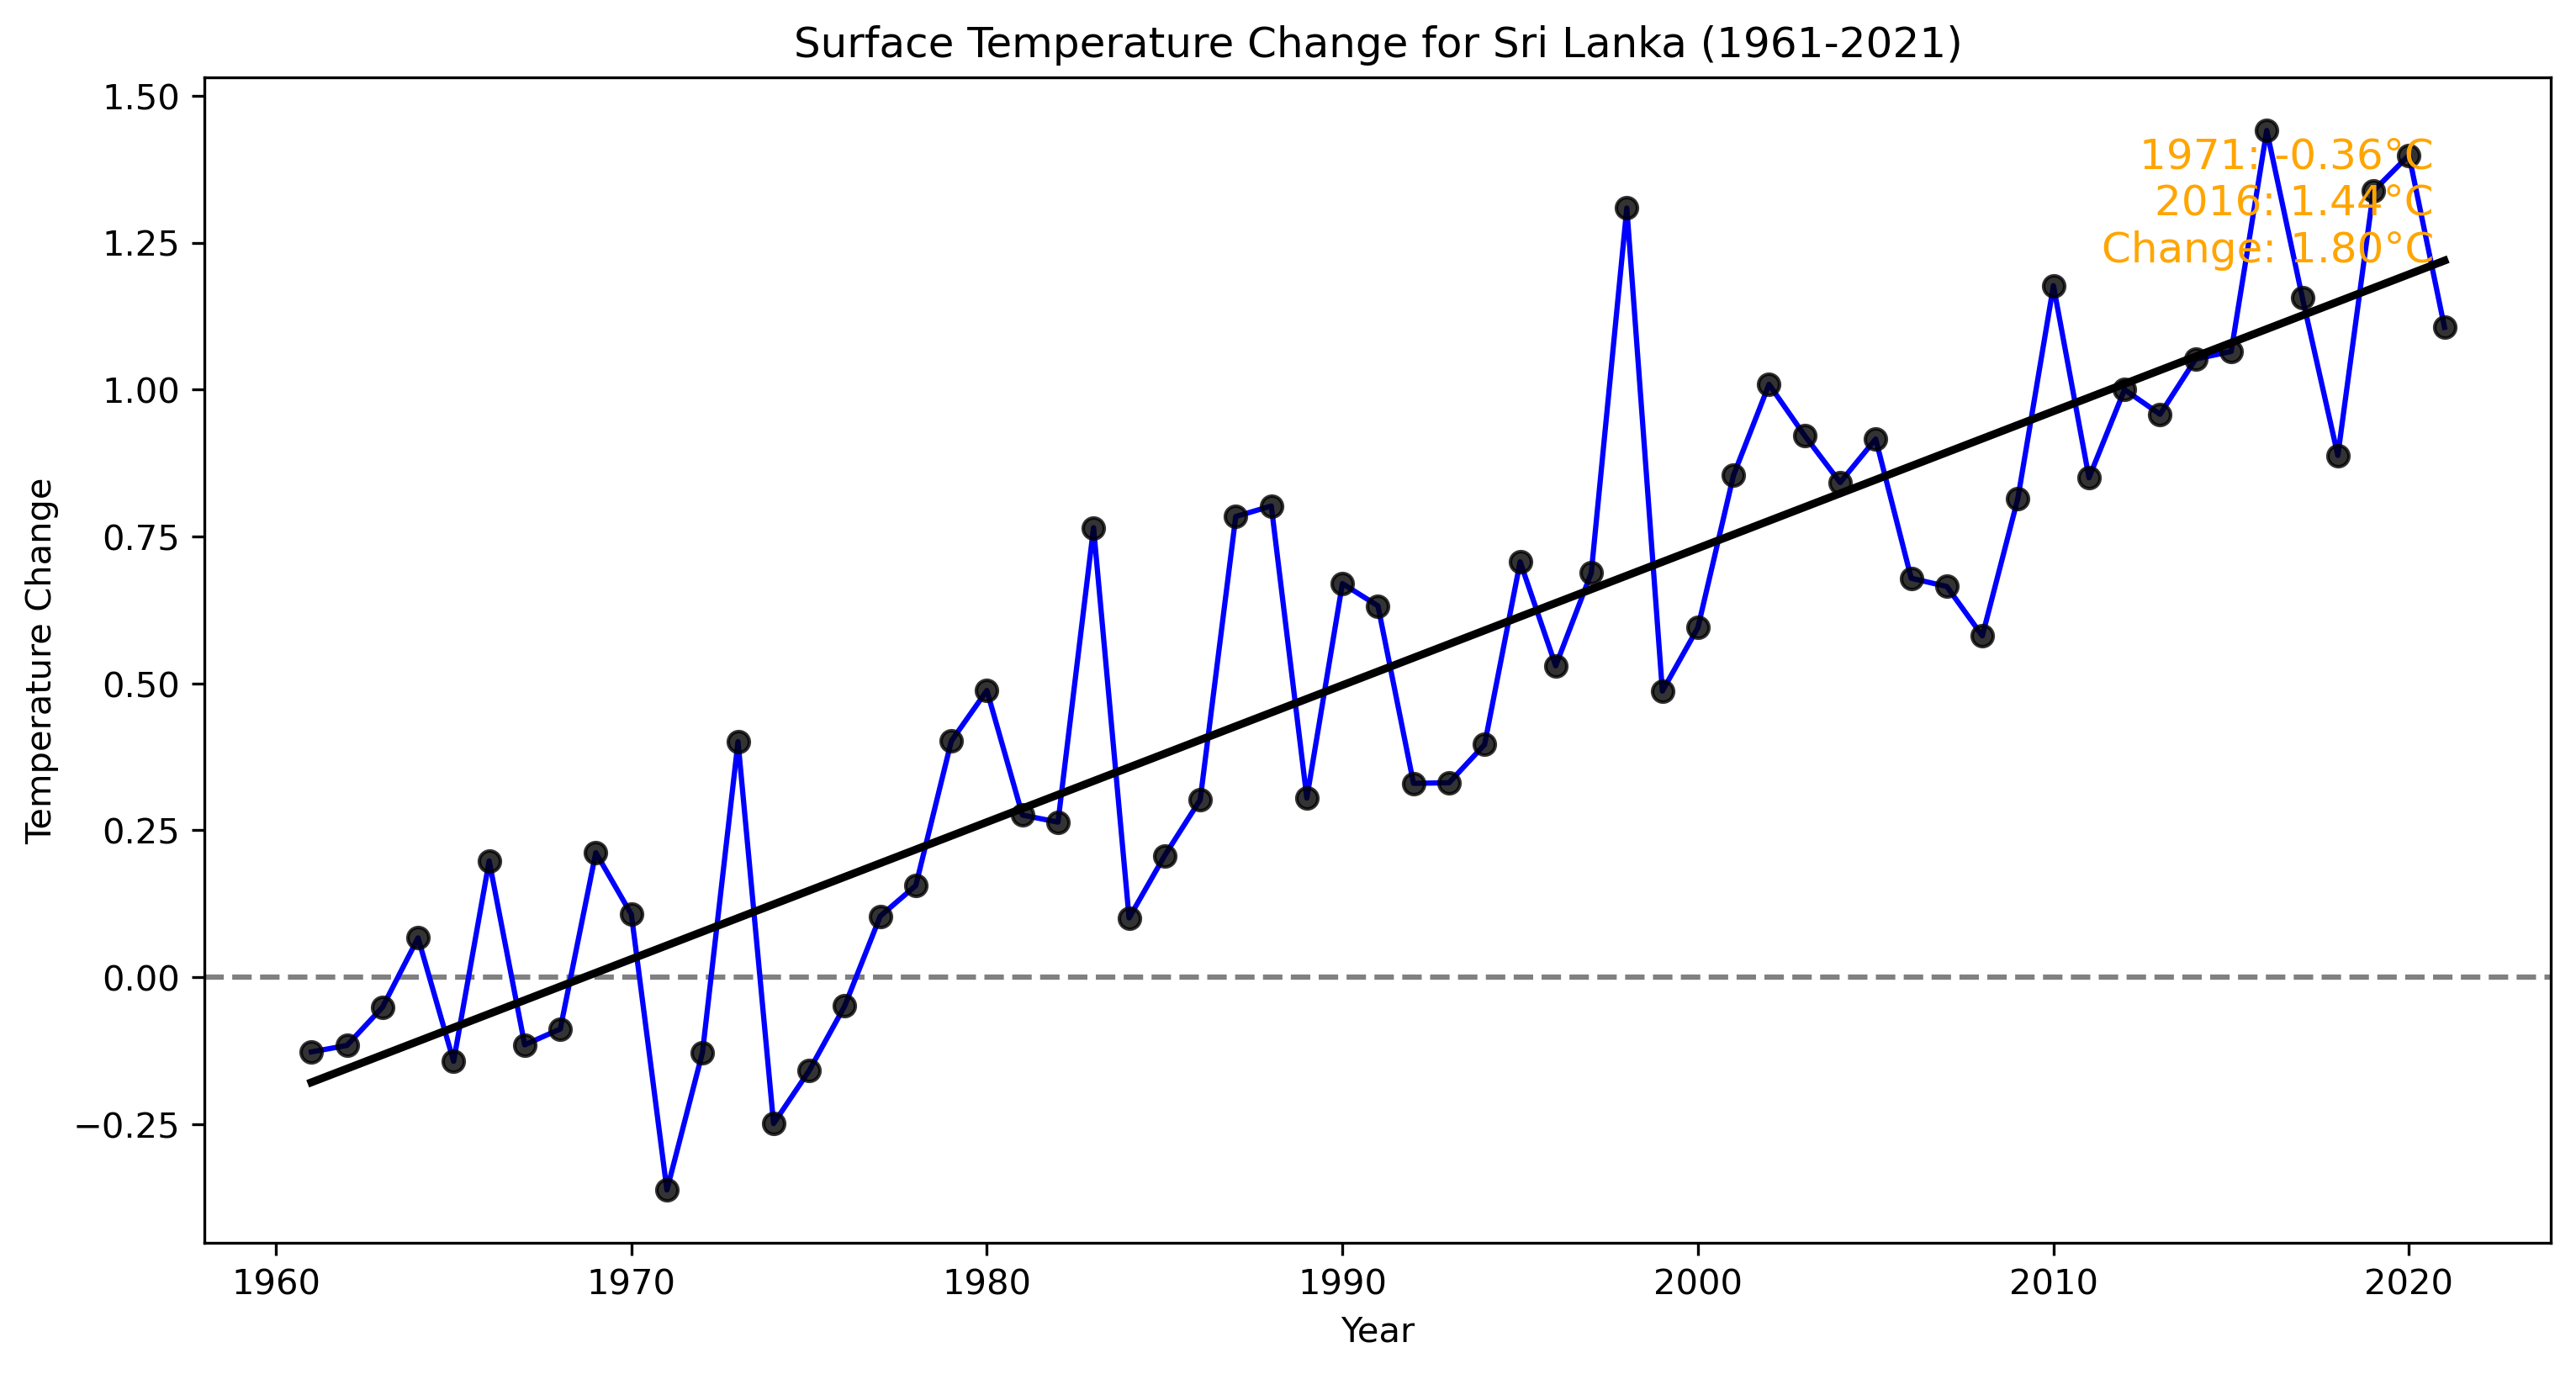 Surface Temperature Change for Sri Lanka (1961-2021)
1.50
1.25
1.00
0.75
0.50
0.25
0.00
−0.25
Temperature Change
1971: -0.36°C
2016: 1.44°C
Change: 1.80°C
1960 1970 1980 1990 2000 2010 2020
Year